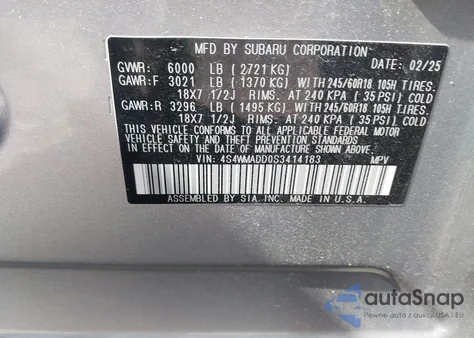 MFD BY SUBARU CORPORATION 02/25
GVWR: 6000 LB (2721 KG)
GAWR:F 3021 LB (1370 KG) WITH 245/60R18 105H TIRES.
18X7 1/2J RIMS. AT 240 KPA (35 PSI) COLD
GAWR:R 3296 LB (1495 KG) WITH 245/60R18 105H TIRES.
18X7 1/2J RIMS. AT 240 KPA (35 PSI) COLD
THIS VEHICLE CONFORMS TO ALL APPLICABLE FEDERAL MOTOR
VEHICLE SAFETY AND THEFT PREVENTION STANDARDS
IN EFFECT ON THE DATE OF MANUFACTURE SHOWN ABOVE.
VIN: 4S4WMADD0S3414183 MPV
ASSEMBLED BY SIA. INC. MADE IN U.S.A.
autoSnap
Pewne auta z USA i EU